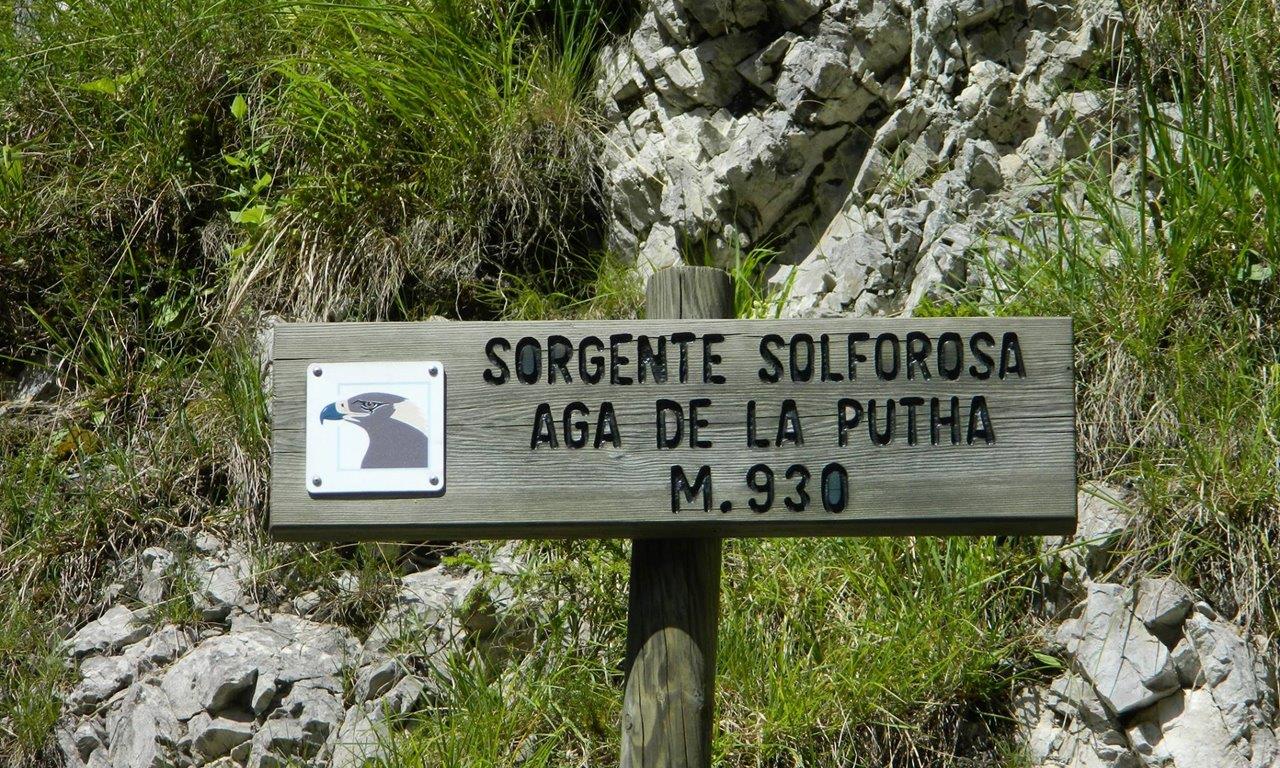 SORGENTE SOLFOROSA
AGA DE LA PUTHA
M.930